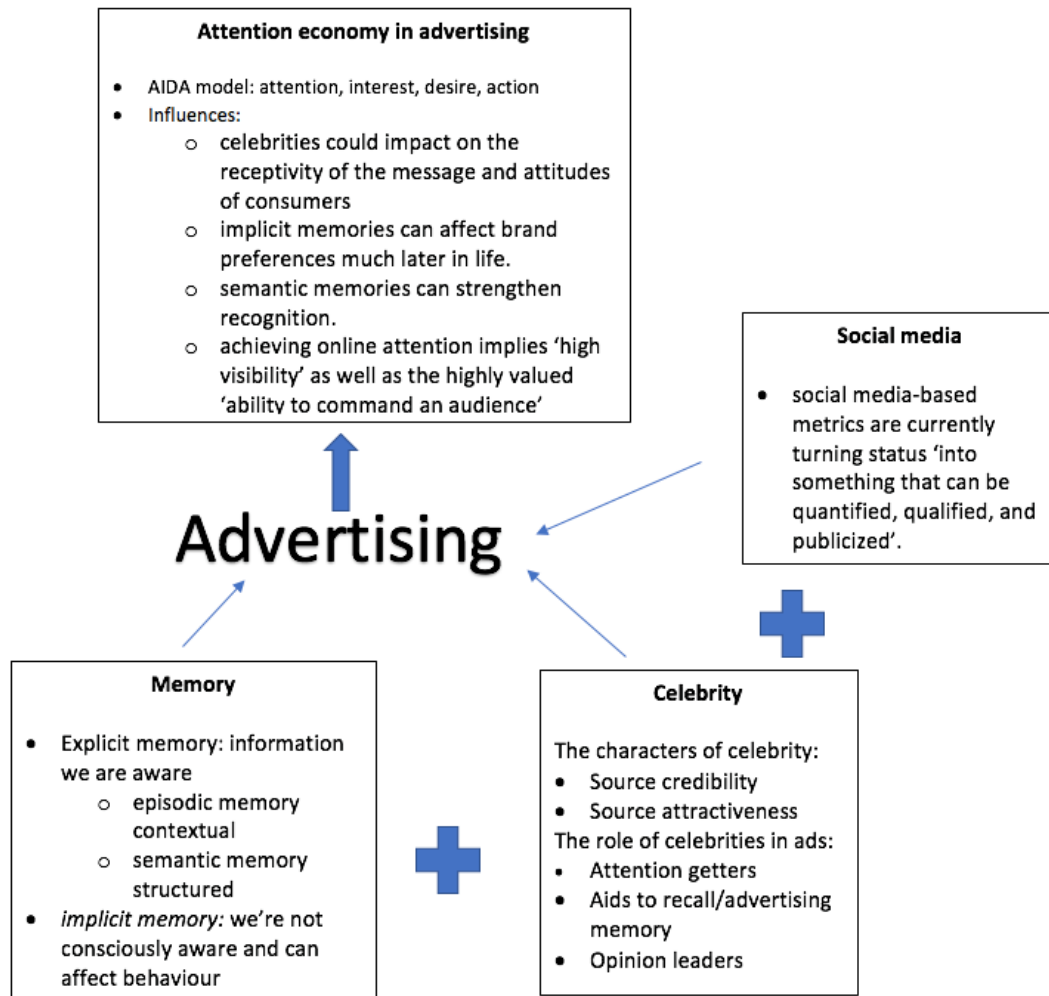 Attention economy in advertising
• AIDA model: attention, interest, desire, action
• Influences:
o celebrities could impact on the
receptivity of the message and attitudes
of consumers
o implicit memories can affect brand
preferences much later in life.
o semantic memories can strengthen
recognition.
o achieving online attention implies ‘high
visibility’ as well as the highly valued
‘ability to command an audience’
Social media
• social media-based
metrics are currently
turning status ‘into
something that can be
quantified, qualified, and
publicized’.
Advertising
Memory
• Explicit memory: information
we are aware
o episodic memory
contextual
o semantic memory
structured
• implicit memory: we’re not
consciously aware and can
affect behaviour
Celebrity
The characters of celebrity:
• Source credibility
• Source attractiveness
The role of celebrities in ads:
• Attention getters
• Aids to recall/advertising
memory
• Opinion leaders